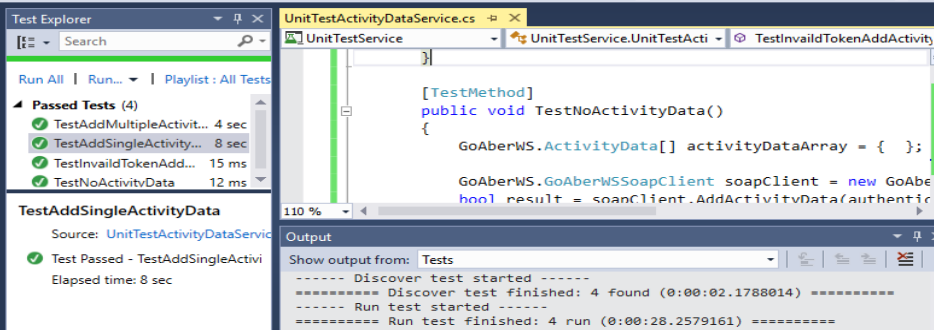 Test Explorer
Search
Run All | Run... | Playlist : All Tests
Passed Tests (4)
TestAddMultipleActivit... 4 sec
TestAddSingleActivity... 8 sec
TestInvaildTokenAdd... 15 ms
TestNoActivityData 12 ms
TestAddSingleActivityData
Source: UnitTestActivityDataServic
Test Passed - TestAddSingleActivi
Elapsed time: 8 sec
UnitTestActivityDataService.cs
UnitTestService
UnitTestService.UnitTestActi
TestInvaildTokenAddActivity
}
[TestMethod]
public void TestNoActivityData()
{
GoAberWS.ActivityData[] activityDataArray = { };
GoAberWS.GoAberWSSoapClient soapClient = new GoAbe
bool result = soapClient.AddActivityData(authentic
110 %
Output
Show output from: Tests
------ Discover test started ------
========== Discover test finished: 4 found (0:00:02.1788014) ==========
------ Run test started ------
========== Run test finished: 4 run (0:00:28.2579161) ==========